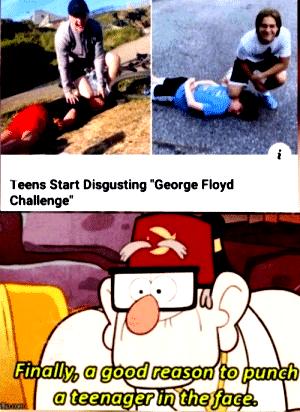 i
Teens Start Disgusting "George Floyd
Challenge"
Finally, a good reason to punch
a teenager in the face.